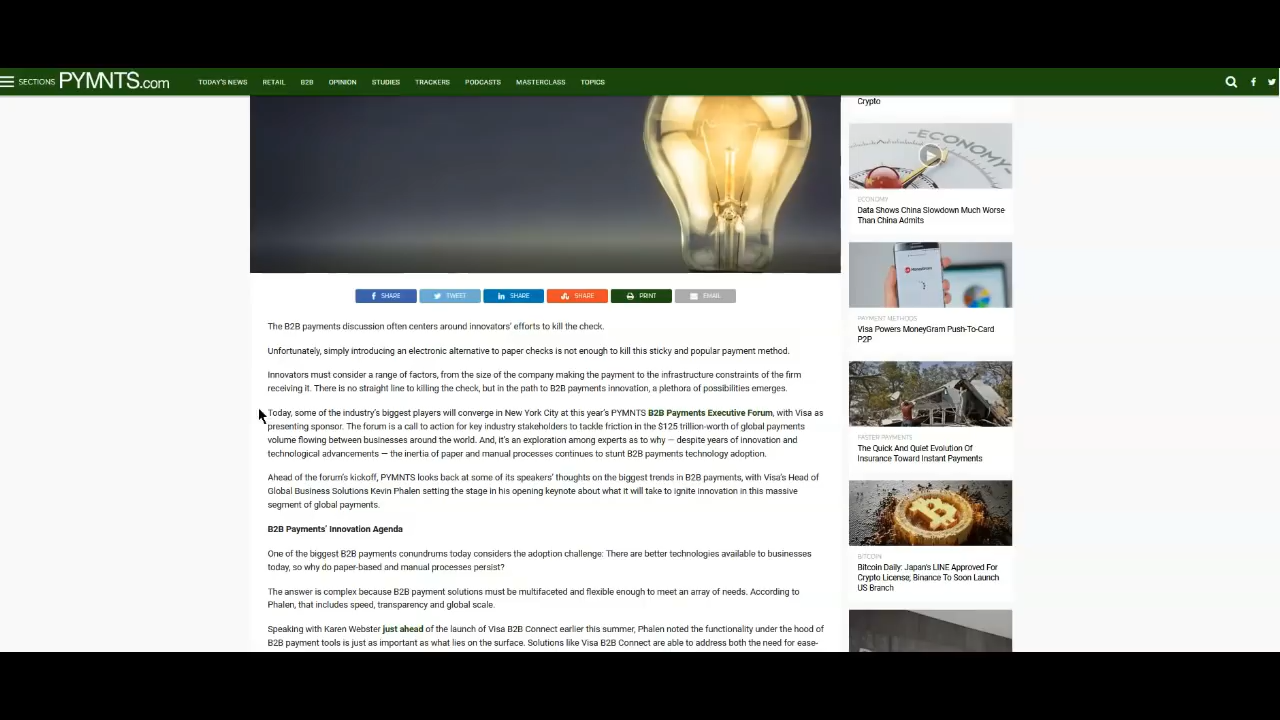 SECTIONS PYMNTS.com TODAY'S NEWS RETAIL B2B OPINION STUDIES TRACKERS PODCASTS MASTERCLASS TOPICS
SHARE TWEET SHARE SHARE PRINT EMAIL
The B2B payments discussion often centers around innovators' efforts to kill the check.
Unfortunately, simply introducing an electronic alternative to paper checks is not enough to kill this sticky and popular payment method.
Innovators must consider a range of factors, from the size of the company making the payment to the infrastructure constraints of the firm
receiving it. There is no straight line to killing the check, but in the path to B2B payments innovation, a plethora of possibilities emerges.
Today, some of the industry's biggest players will converge in New York City at this year's PYMNTS B2B Payments Executive Forum, with Visa as
presenting sponsor. The forum is a call to action for key industry stakeholders to tackle friction in the $125 trillion-worth of global payments
volume flowing between businesses around the world. And, it's an exploration among experts as to why — despite years of innovation and
technological advancements — the inertia of paper and manual processes continues to stunt B2B payments technology adoption.
Ahead of the forum's kickoff, PYMNTS looks back at some of its speakers' thoughts on the biggest trends in B2B payments, with Visa's Head of
Global Business Solutions Kevin Phalen setting the stage in his opening keynote about what it will take to ignite innovation in this massive
segment of global payments.
B2B Payments' Innovation Agenda
One of the biggest B2B payments conundrums today considers the adoption challenge: There are better technologies available to businesses
today, so why do paper-based and manual processes persist?
The answer is complex because B2B payment solutions must be multifaceted and flexible enough to meet an array of needs. According to
Phalen, that includes speed, transparency and global scale.
Speaking with Karen Webster just ahead of the launch of Visa B2B Connect earlier this summer, Phalen noted the functionality under the hood of
B2B payment tools is just as important as what lies on the surface. Solutions like Visa B2B Connect are able to address both the need for ease-
Crypto
ECONOMY
ECONOMY
Data Shows China Slowdown Much Worse
Than China Admits
MoneyGram
PAYMENT METHODS
Visa Powers MoneyGram Push-To-Card
P2P
FASTER PAYMENTS
The Quick And Quiet Evolution Of
Insurance Toward Instant Payments
BITCOIN
Bitcoin Daily: Japan's LINE Approved For
Crypto License; Binance To Soon Launch
US Branch